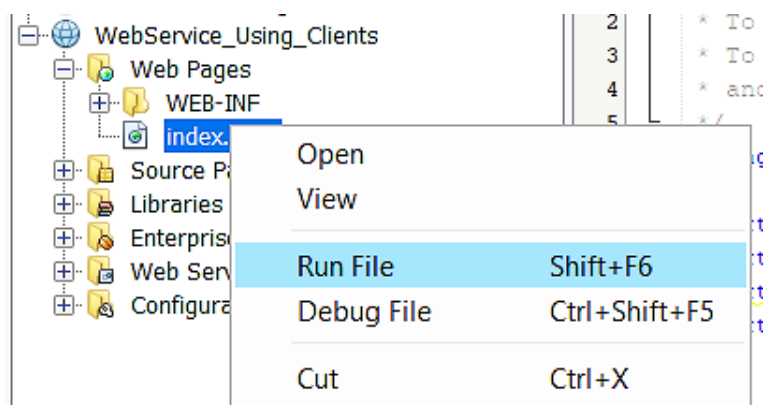 WebService_Using_Clients
Web Pages
WEB-INF
index.
Source Pa
Libraries
Enterpris
Web Serv
Configura
Open
View
Run File Shift+F6
Debug File Ctrl+Shift+F5
Cut Ctrl+X
2 * To
3 * To
4 * and
5 */